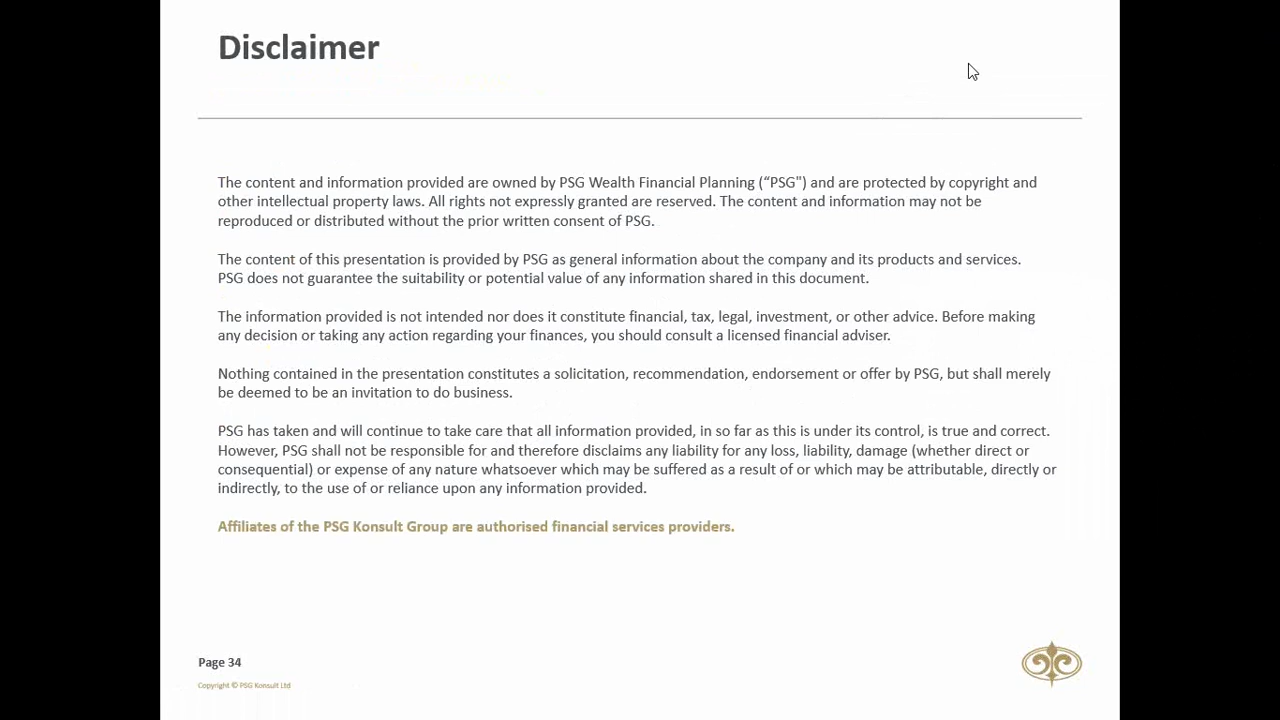 Disclaimer
The content and information provided are owned by PSG Wealth Financial Planning (“PSG") and are protected by copyright and
other intellectual property laws. All rights not expressly granted are reserved. The content and information may not be
reproduced or distributed without the prior written consent of PSG.
The content of this presentation is provided by PSG as general information about the company and its products and services.
PSG does not guarantee the suitability or potential value of any information shared in this document.
The information provided is not intended nor does it constitute financial, tax, legal, investment, or other advice. Before making
any decision or taking any action regarding your finances, you should consult a licensed financial adviser.
Nothing contained in the presentation constitutes a solicitation, recommendation, endorsement or offer by PSG, but shall merely
be deemed to be an invitation to do business.
PSG has taken and will continue to take care that all information provided, in so far as this is under its control, is true and correct.
However, PSG shall not be responsible for and therefore disclaims any liability for any loss, liability, damage (whether direct or
consequential) or expense of any nature whatsoever which may be suffered as a result of or which may be attributable, directly or
indirectly, to the use of or reliance upon any information provided.
Affiliates of the PSG Konsult Group are authorised financial services providers.
Page 34
Copyright © PSG Konsult Ltd